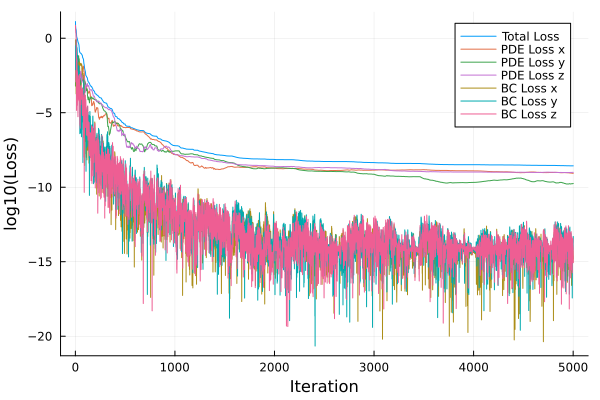 Total Loss
PDE Loss x
PDE Loss y
PDE Loss z
BC Loss x
BC Loss y
BC Loss z
log10(Loss)
0
−5
−10
−15
−20
0 1000 2000 3000 4000 5000
Iteration